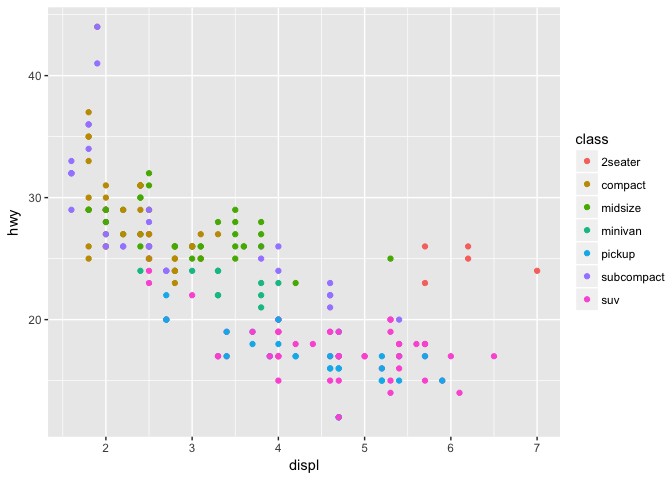 hwy
40
30
20
2
3
4
5
6
7
displ
class
2seater
compact
midsize
minivan
pickup
subcompact
suv